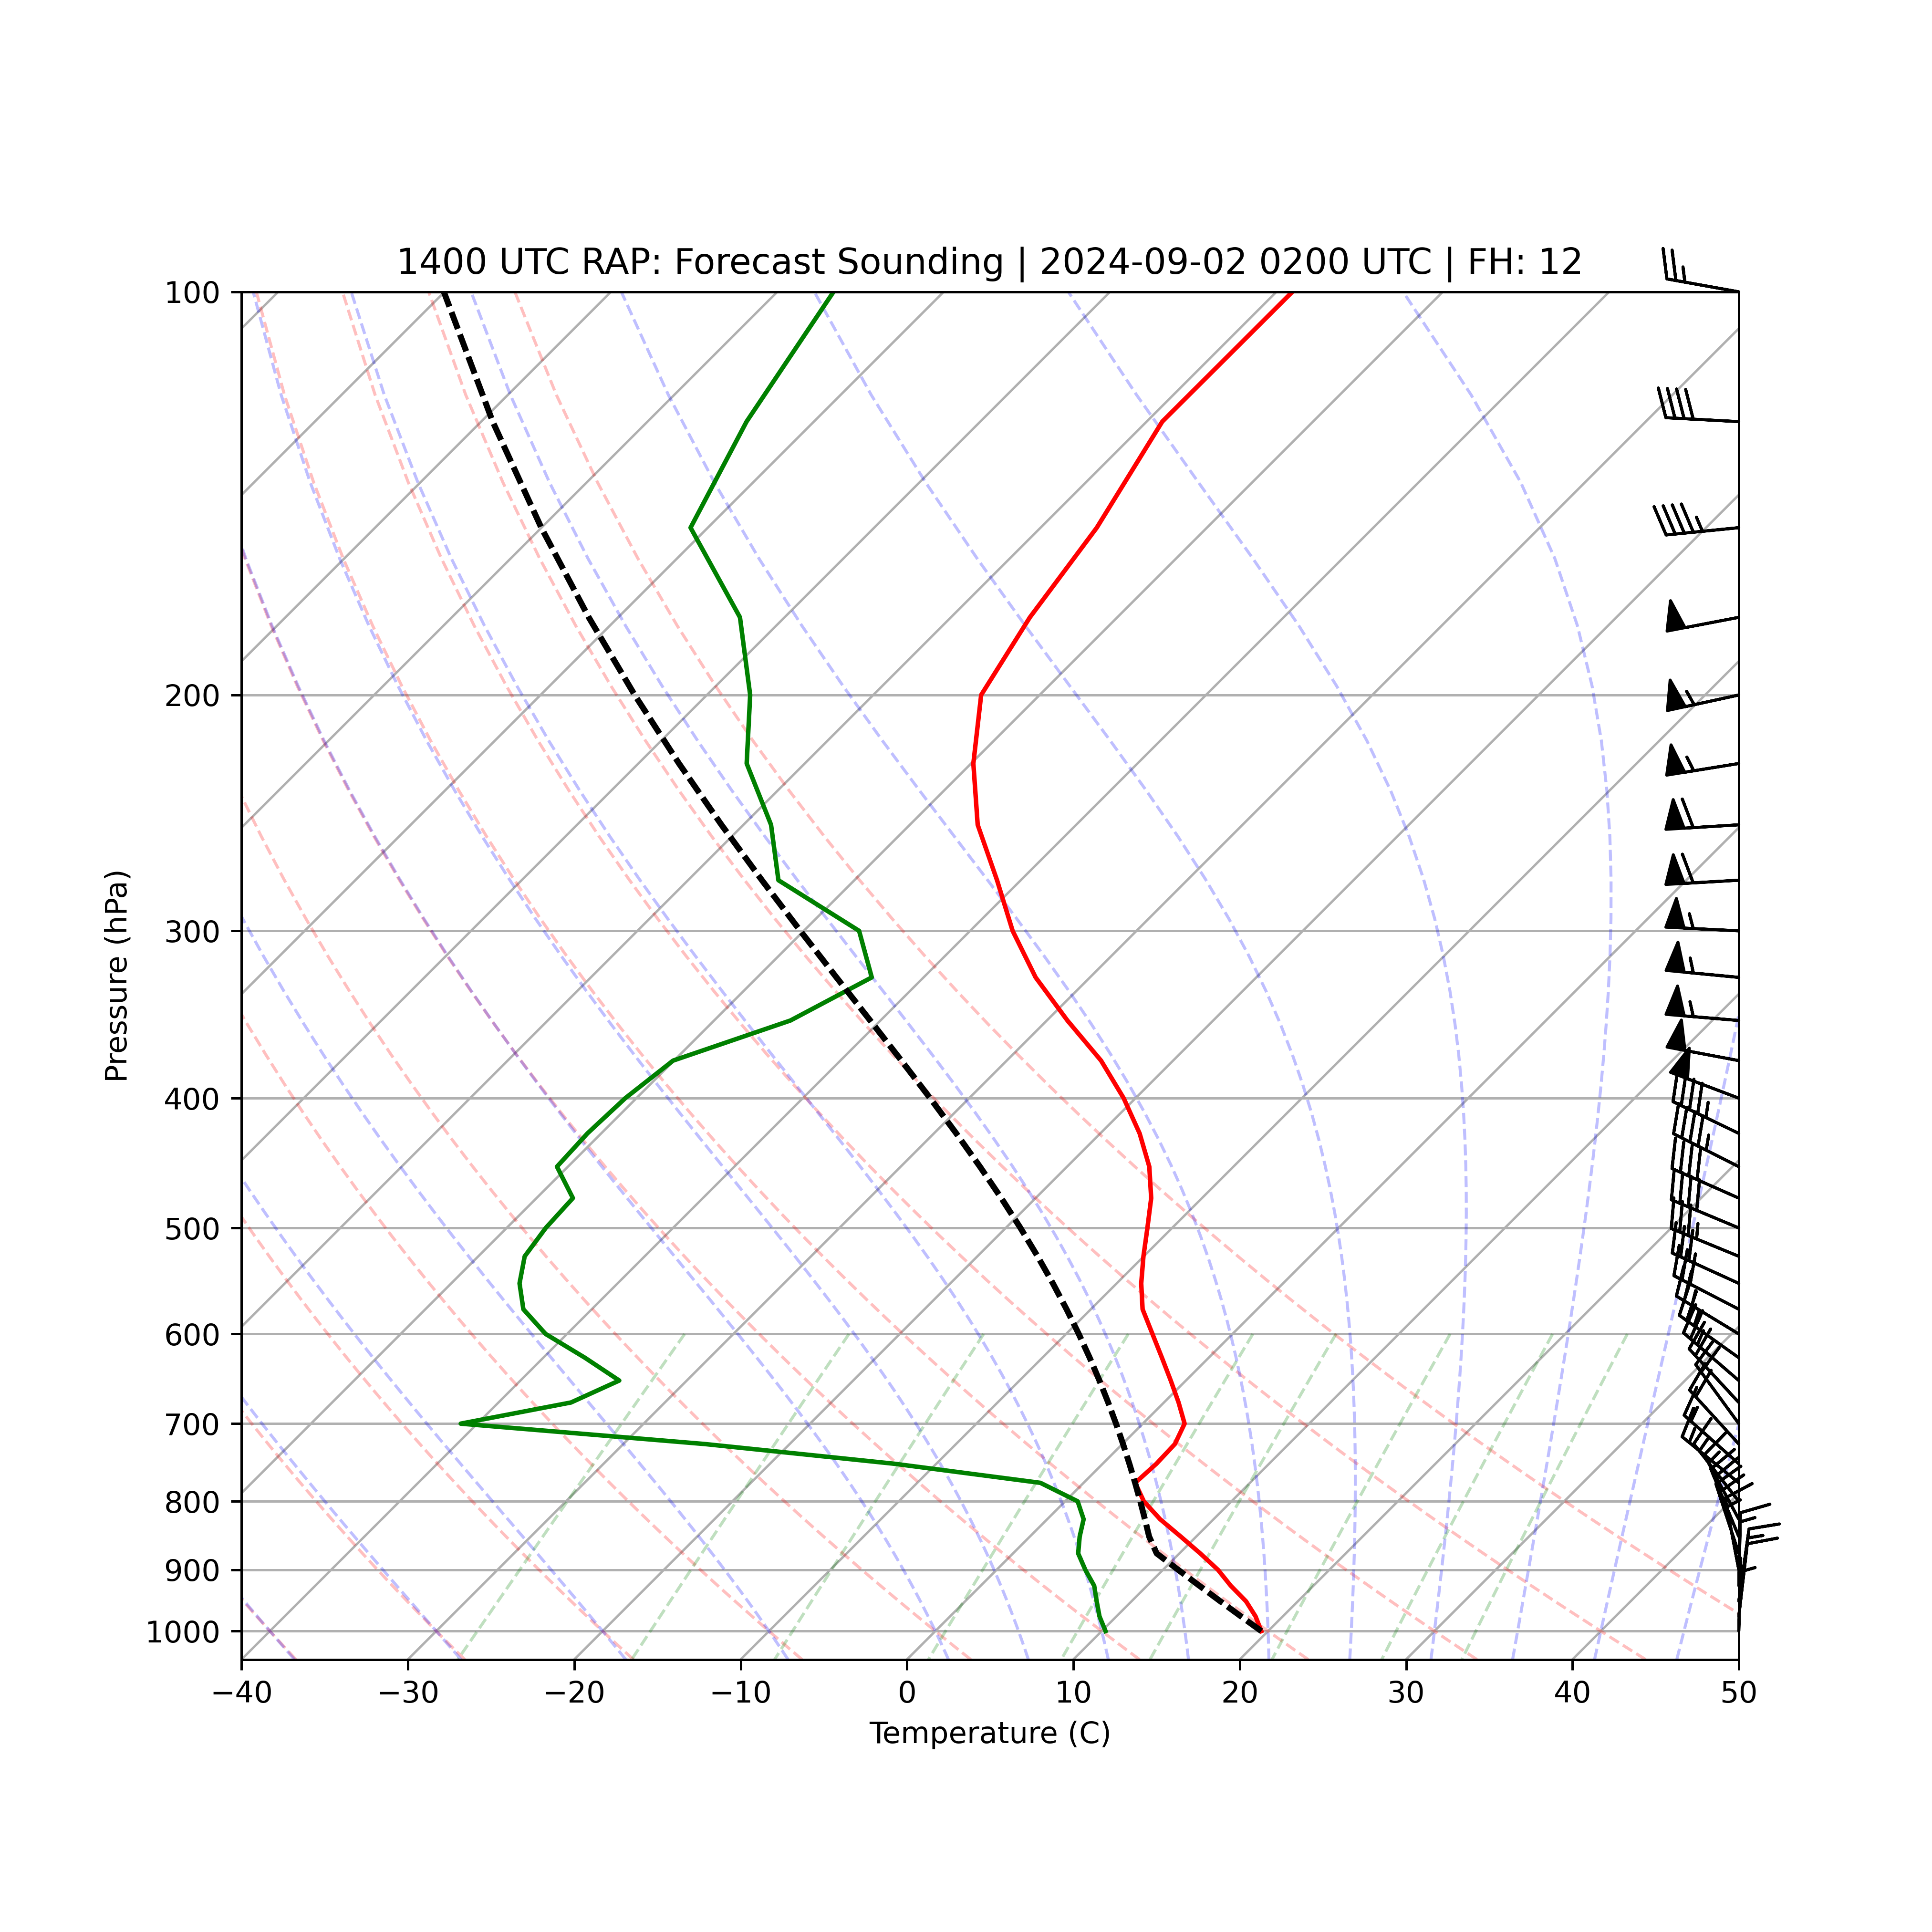 1400 UTC RAP: Forecast Sounding | 2024-09-02 0200 UTC | FH: 12
100
200
300
400
500
600
700
800
900
1000
Pressure (hPa)
−40 −30 −20 −10 0 10 20 30 40 50
Temperature (C)